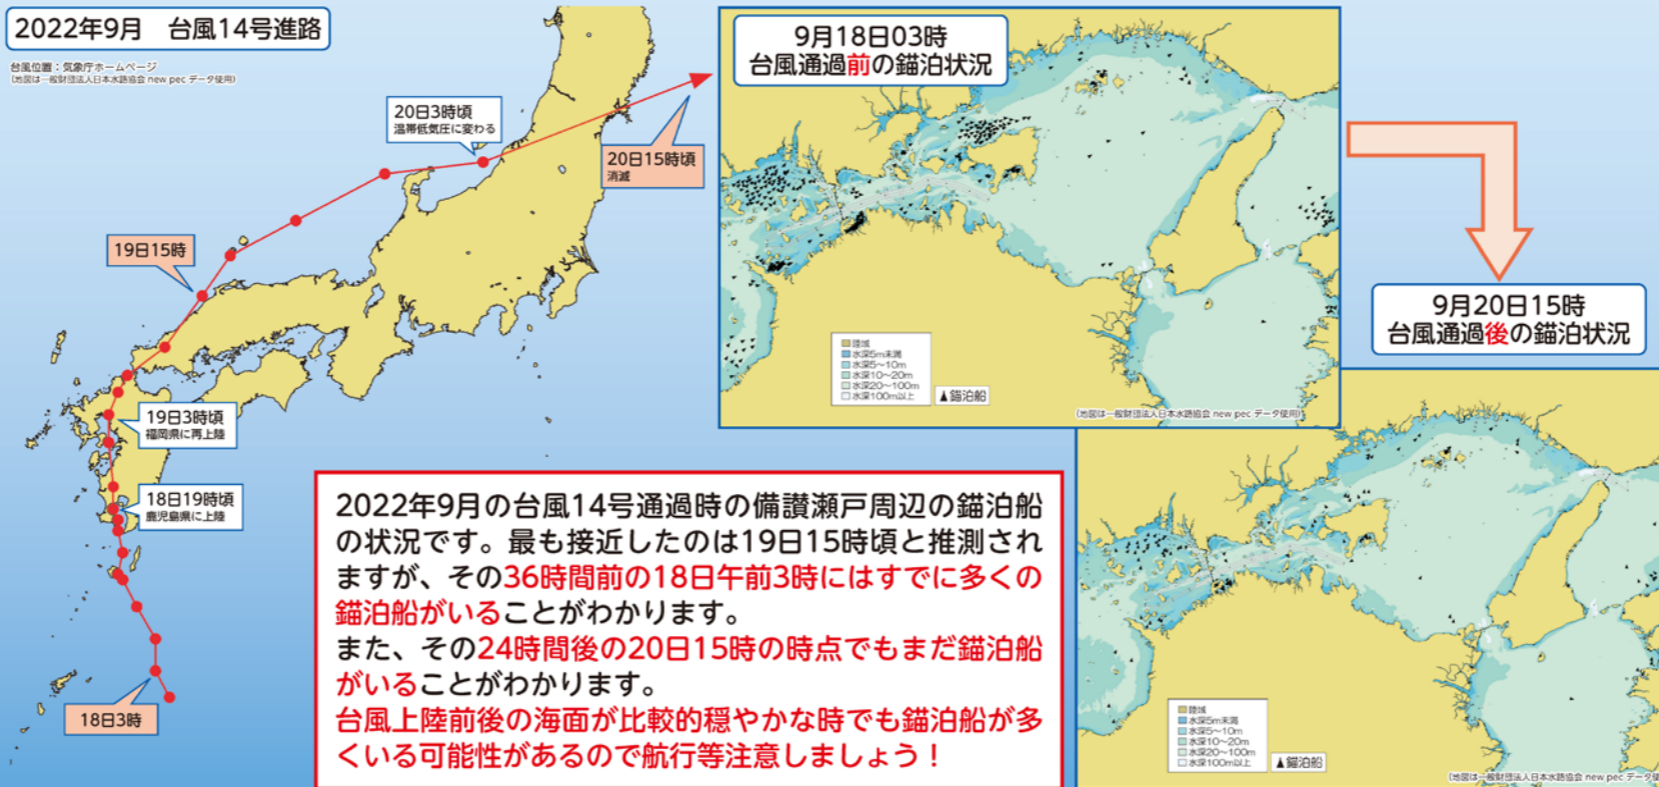 2022年9月　台風14号進路
台風位置：気象庁ホームページ
（地図は一般財団法人日本水路協会 new pec データ使用）
20日3時頃
温帯低気圧に変わる
20日15時頃
消滅
19日15時
19日3時頃
福岡県に再上陸
18日19時頃
鹿児島県に上陸
18日3時
9月18日03時
台風通過前の錨泊状況
陸域
水深5m未満
水深5〜10m
水深10〜20m
水深20〜100m
水深100m以上
▲錨泊船
（地図は一般財団法人日本水路協会 new pec データ使用）
9月20日15時
台風通過後の錨泊状況
陸域
水深5m未満
水深5〜10m
水深10〜20m
水深20〜100m
水深100m以上
▲錨泊船
（地図は一般財団法人日本水路協会 new pec データ使
2022年9月の台風14号通過時の備讃瀬戸周辺の錨泊船
の状況です。最も接近したのは19日15時頃と推測され
ますが、その36時間前の18日午前3時にはすでに多くの
錨泊船がいることがわかります。
また、その24時間後の20日15時の時点でもまだ錨泊船
がいることがわかります。
台風上陸前後の海面が比較的穏やかな時でも錨泊船が多
くいる可能性があるので航行等注意しましょう！